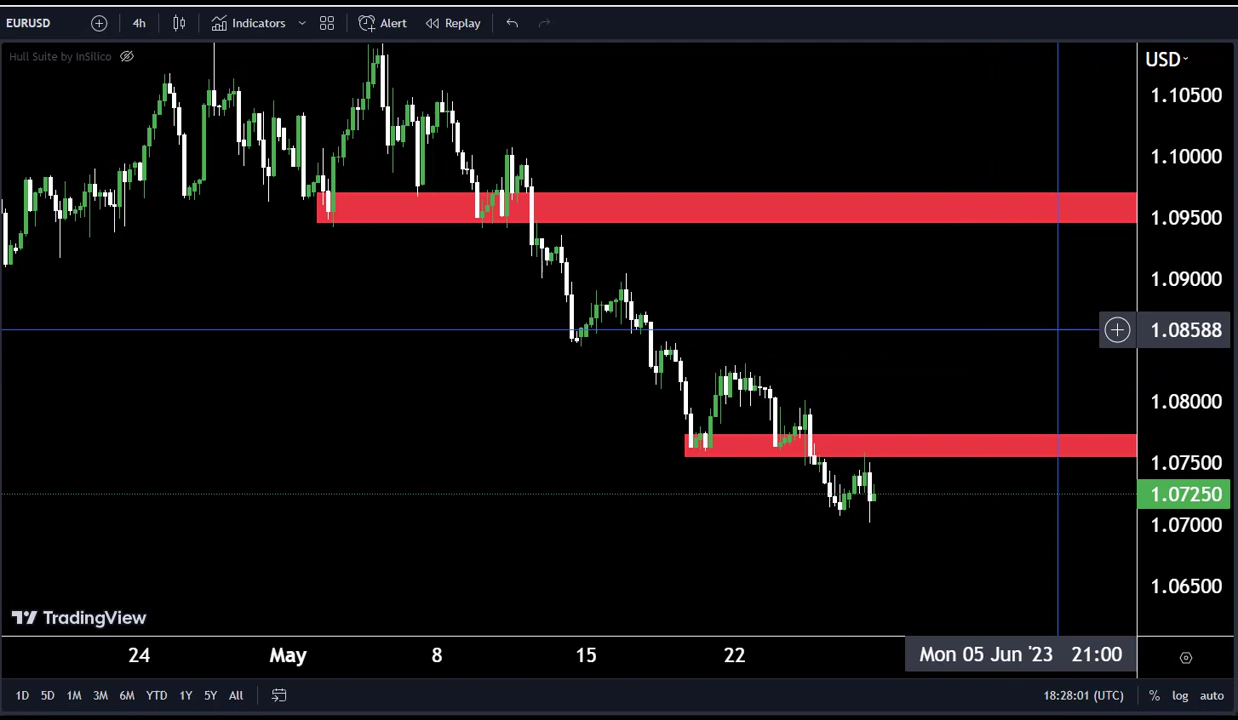 EURUSD 4h Indicators Alert Replay
Hull Suite by InSilico
USD
1.10500
1.10000
1.09500
1.09000
1.08588
1.08000
1.07500
1.07250
1.07000
1.06500
TradingView
24 May 8 15 22 Mon 05 Jun '23 21:00
1D 5D 1M 3M 6M YTD 1Y 5Y All 18:28:01 (UTC) % log auto